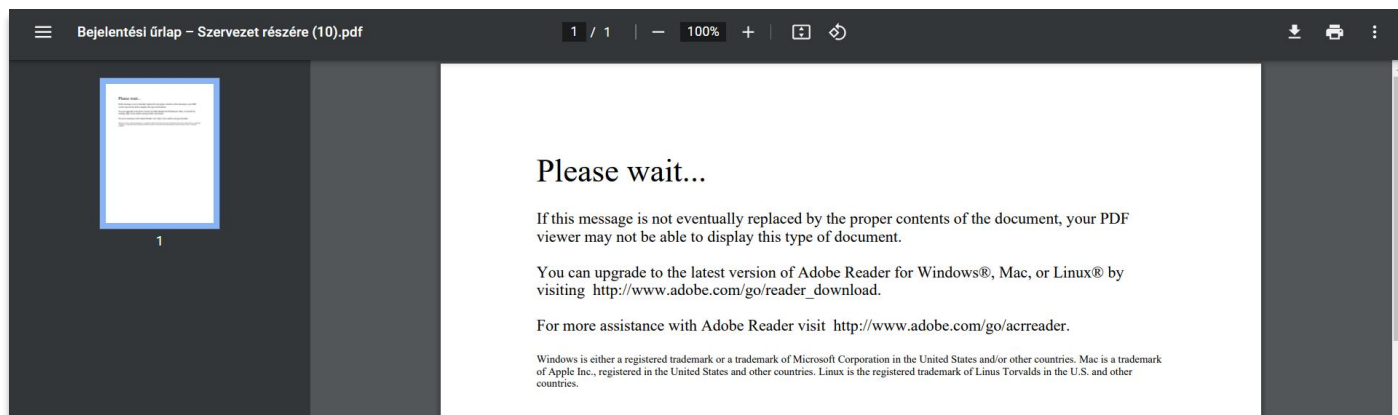 Bejelentési űrlap – Szervezet részére (10).pdf
1 / 1
100%
1
Please wait...
If this message is not eventually replaced by the proper contents of the document, your PDF
viewer may not be able to display this type of document.
You can upgrade to the latest version of Adobe Reader for Windows®, Mac, or Linux® by
visiting http://www.adobe.com/go/reader_download.
For more assistance with Adobe Reader visit http://www.adobe.com/go/acrreader.
Windows is either a registered trademark or a trademark of Microsoft Corporation in the United States and/or other countries. Mac is a trademark
of Apple Inc., registered in the United States and other countries. Linux is the registered trademark of Linus Torvalds in the U.S. and other
countries.